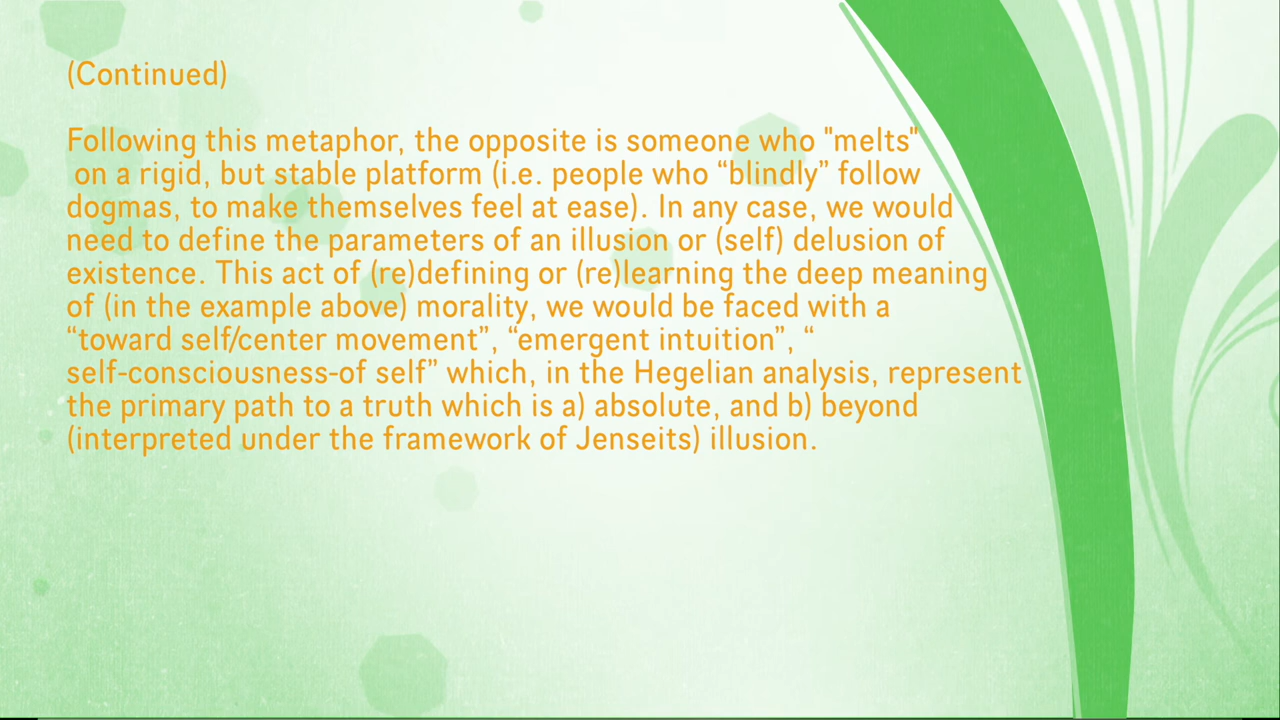 (Continued)
Following this metaphor, the opposite is someone who "melts"
on a rigid, but stable platform (i.e. people who “blindly” follow
dogmas, to make themselves feel at ease). In any case, we would
need to define the parameters of an illusion or (self) delusion of
existence. This act of (re)defining or (re)learning the deep meaning
of (in the example above) morality, we would be faced with a
“toward self/center movement”, “emergent intuition”, “
self-consciousness-of self” which, in the Hegelian analysis, represent
the primary path to a truth which is a) absolute, and b) beyond
(interpreted under the framework of Jenseits) illusion.